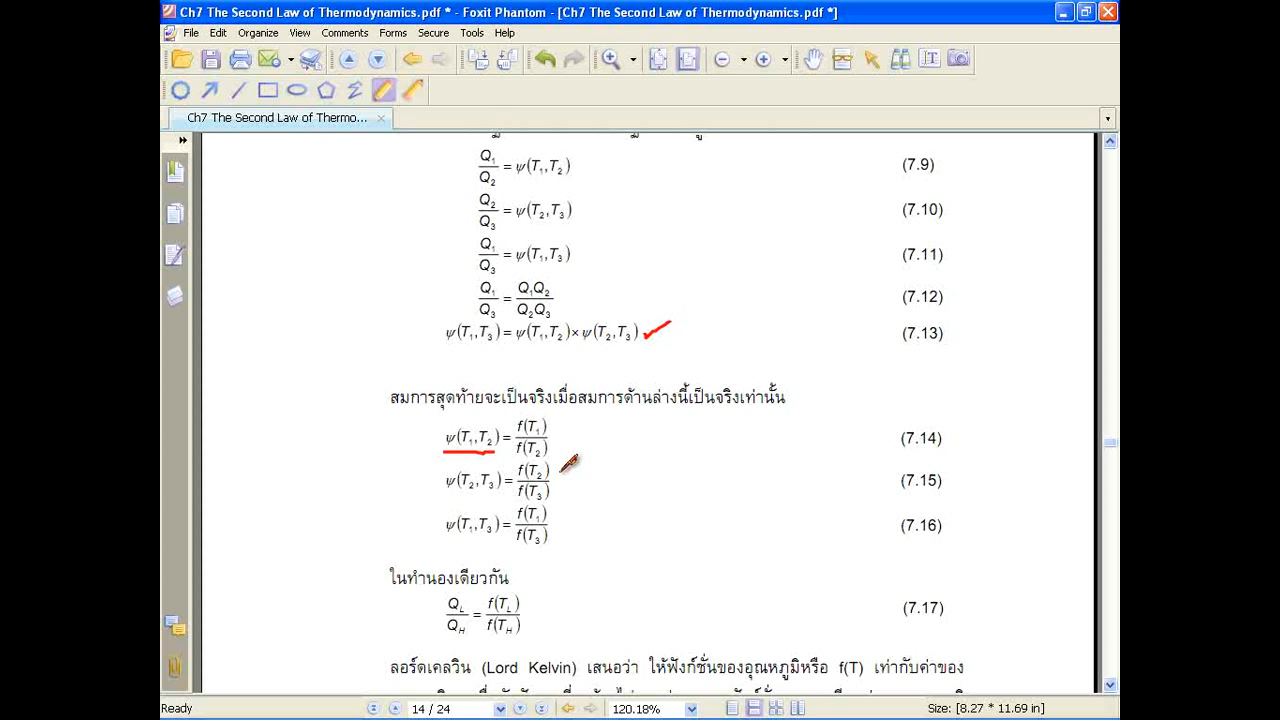 Ch7 The Second Law of Thermodynamics.pdf * - Foxit Phantom - [Ch7 The Second Law of Thermodynamics.pdf *]
File Edit Organize View Comments Forms Secure Tools Help
Ch7 The Second Law of Thermo...
Q₁/Q₂ = ψ(T₁,T₂) (7.9)
Q₂/Q₃ = ψ(T₂,T₃) (7.10)
Q₁/Q₃ = ψ(T₁,T₃) (7.11)
Q₁/Q₃ = Q₁Q₂/Q₂Q₃ (7.12)
ψ(T₁,T₃) = ψ(T₁,T₂) × ψ(T₂,T₃) (7.13)
สมการสุดท้ายจะเป็นจริงเมื่อสมการด้านล่างนี้เป็นจริงเท่านั้น
ψ(T₁,T₂) = f(T₁)/f(T₂) (7.14)
ψ(T₂,T₃) = f(T₂)/f(T₃) (7.15)
ψ(T₁,T₃) = f(T₁)/f(T₃) (7.16)
ในทำนองเดียวกัน
Q_L/Q_H = f(T_L)/f(T_H) (7.17)
ลอร์ดเคลวิน (Lord Kelvin) เสนอว่า ให้ฟังก์ชั่นของอุณหภูมิหรือ f(T) เท่ากับค่าของ
Ready 14 / 24 120.18% Size: [8.27 * 11.69 in]